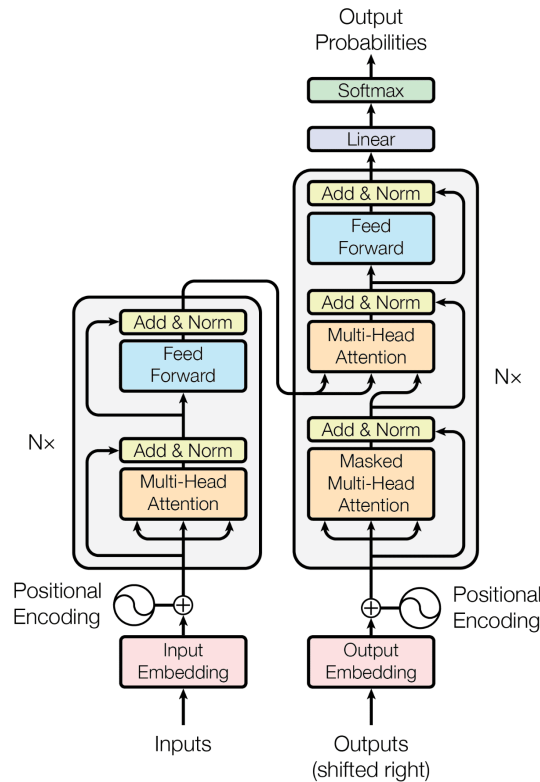 Output
Probabilities
Softmax
Linear
Add & Norm
Feed
Forward
Add & Norm
Multi-Head
Attention
Add & Norm
Masked
Multi-Head
Attention
N×
Add & Norm
Feed
Forward
N×
Add & Norm
Multi-Head
Attention
Positional
Encoding
Positional
Encoding
Input
Embedding
Output
Embedding
Inputs
Outputs
(shifted right)